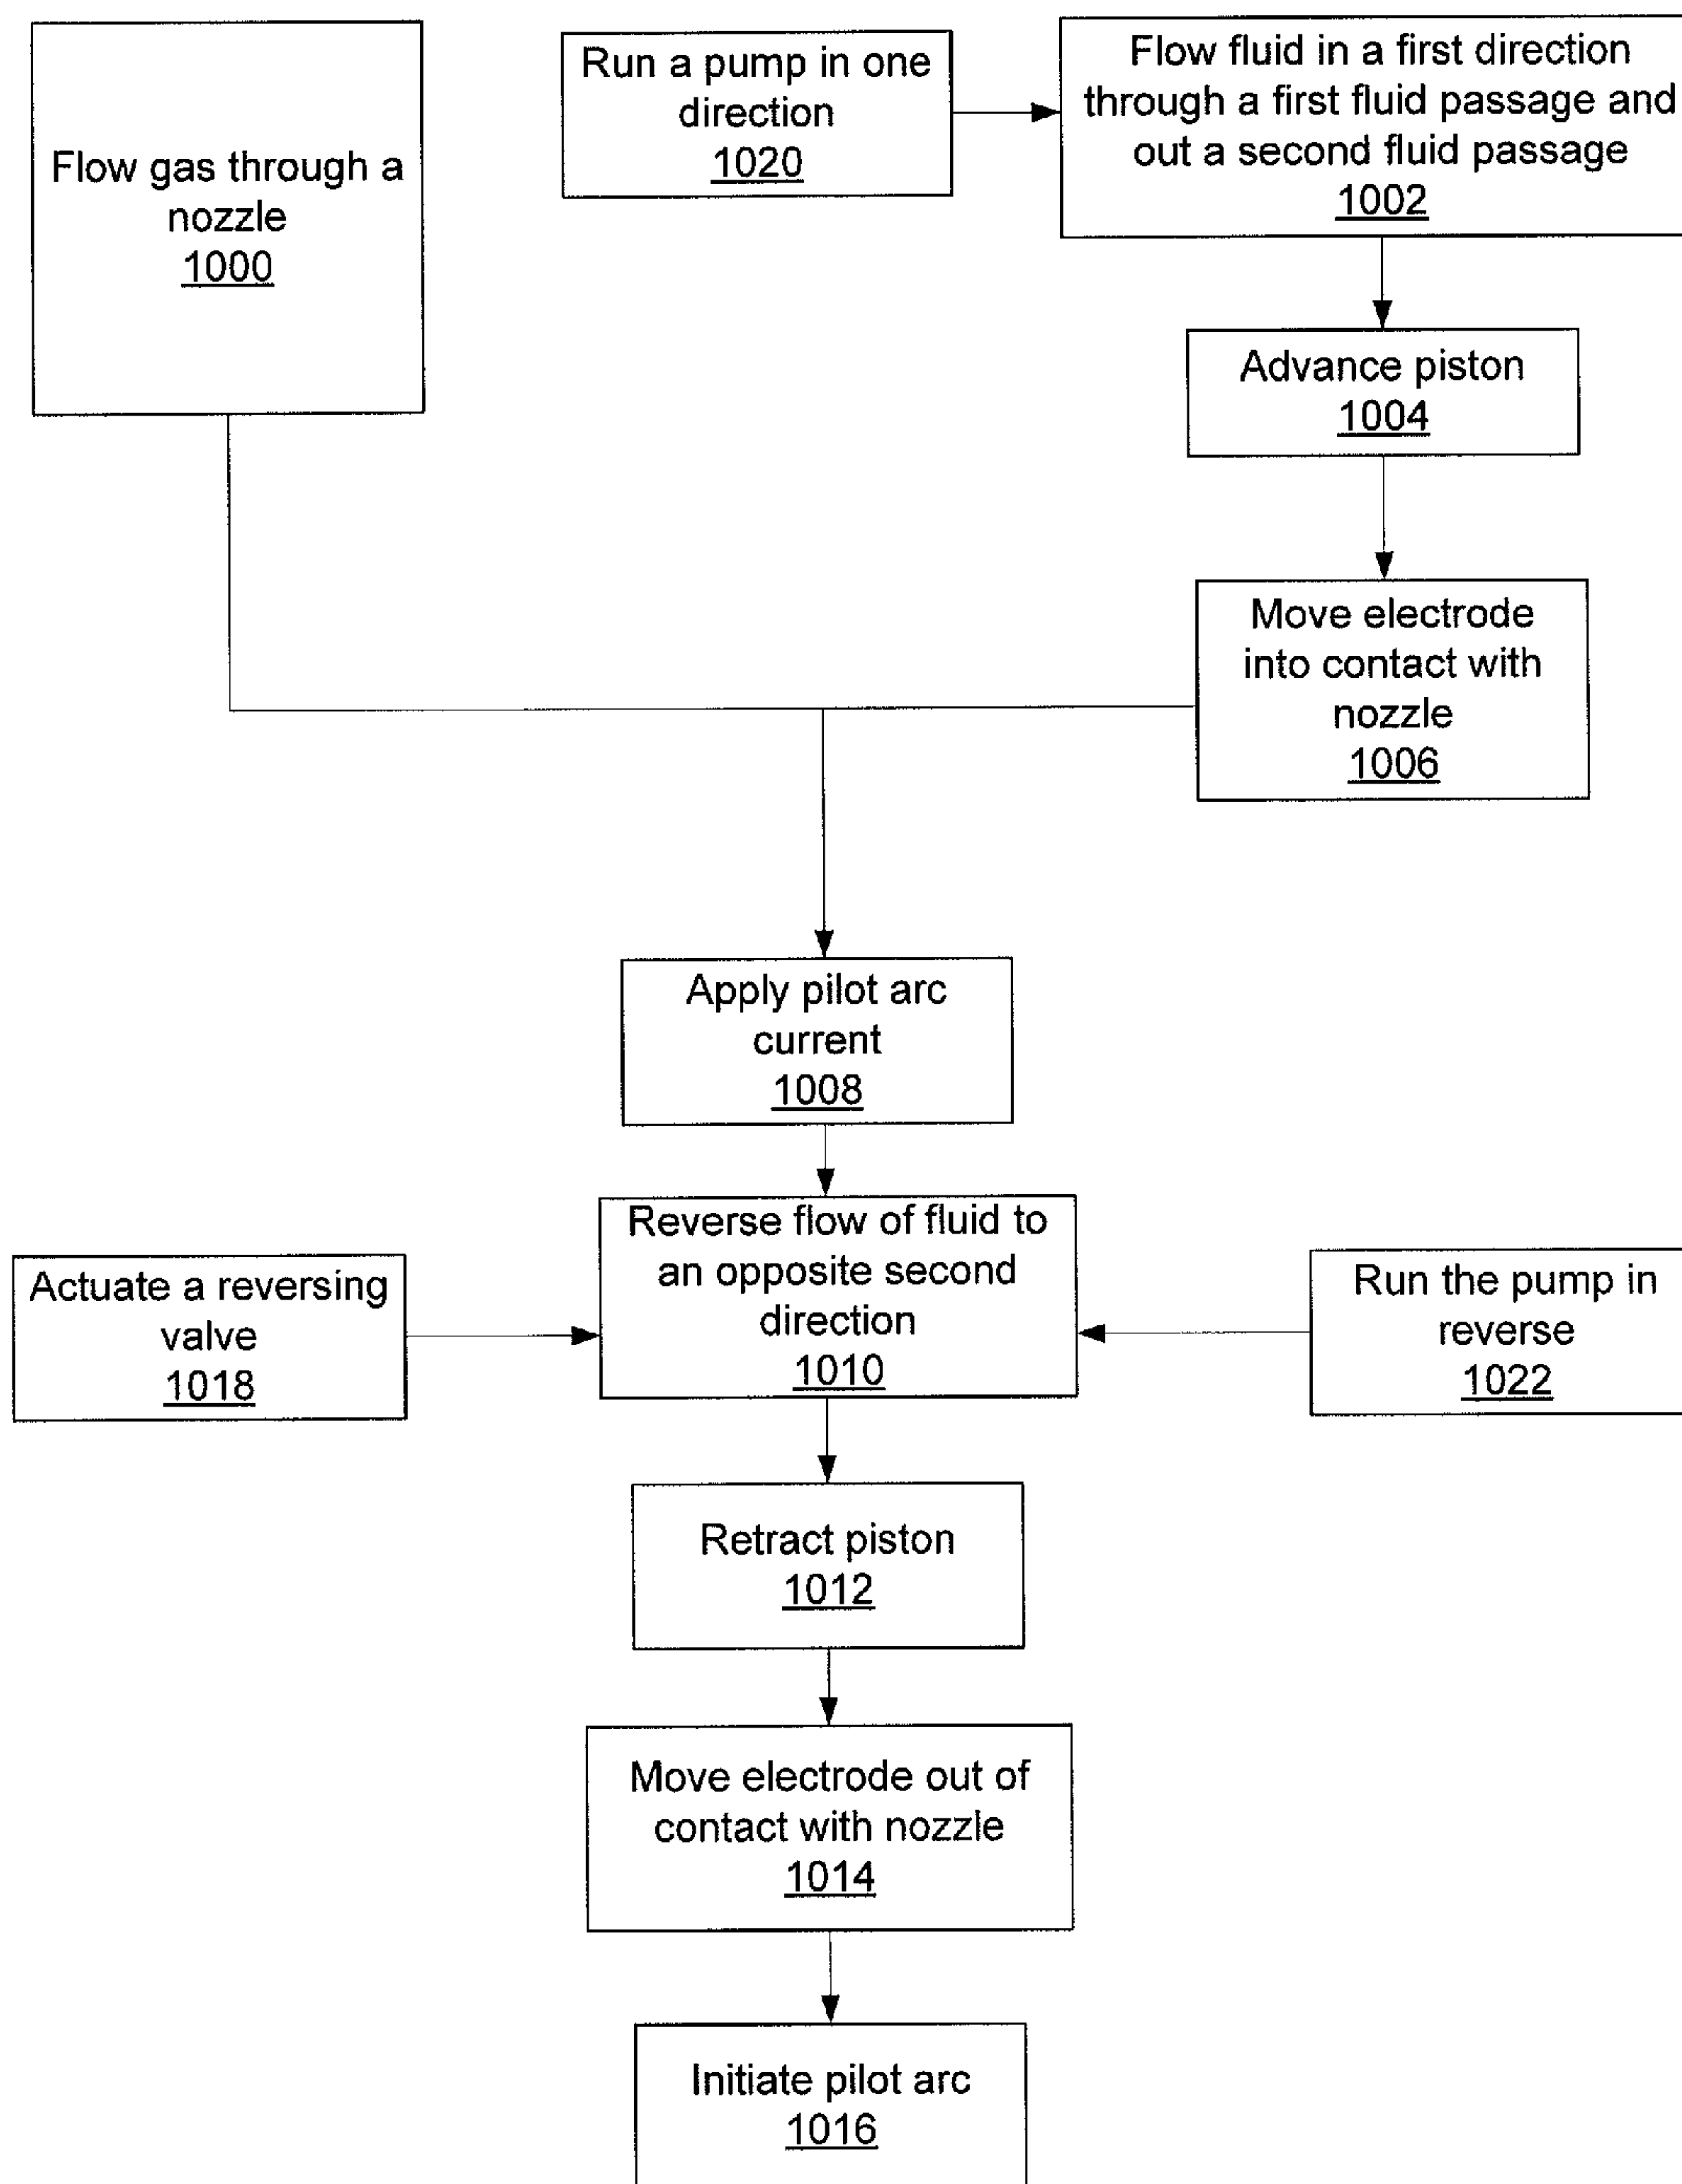 Flow gas through a
nozzle
1000
Run a pump in one
direction
1020
Flow fluid in a first direction
through a first fluid passage and
out a second fluid passage
1002
Advance piston
1004
Move electrode
into contact with
nozzle
1006
Apply pilot arc
current
1008
Reverse flow of fluid to
an opposite second
direction
1010
Actuate a reversing
valve
1018
Run the pump in
reverse
1022
Retract piston
1012
Move electrode out of
contact with nozzle
1014
Initiate pilot arc
1016